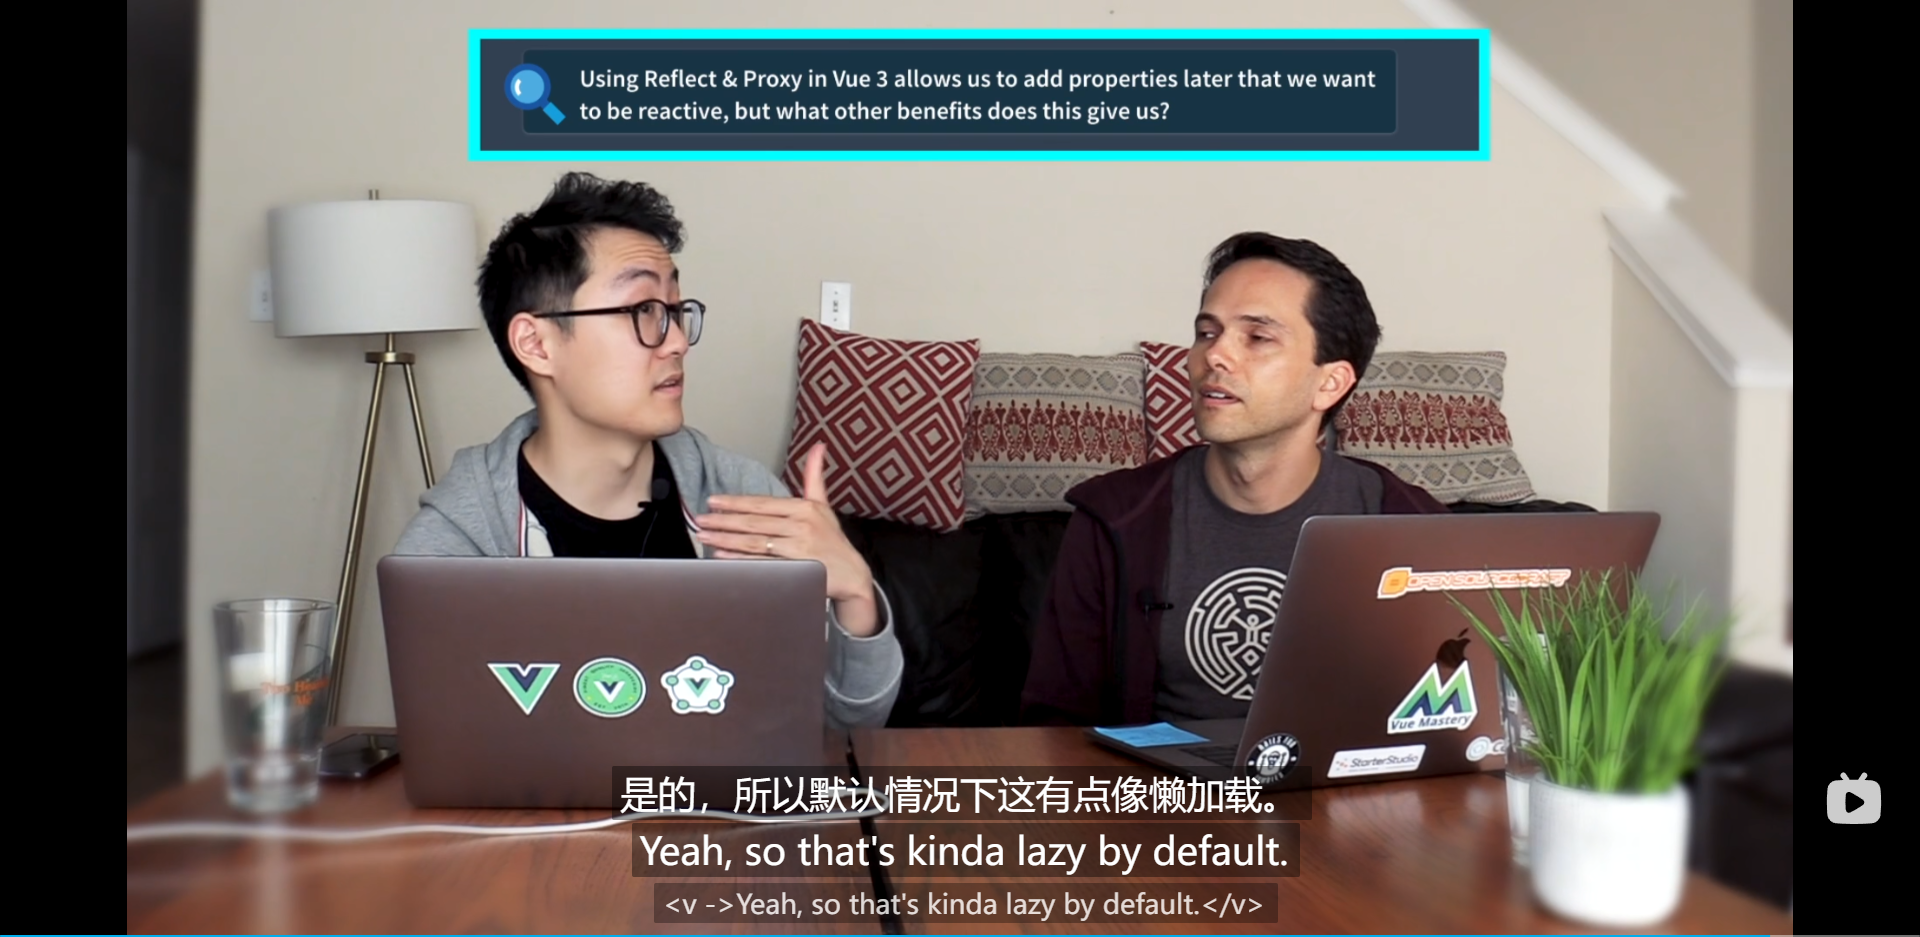 Using Reflect & Proxy in Vue 3 allows us to add properties later that we want
to be reactive, but what other benefits does this give us?
OPENSOURCECRAFT
Vue Mastery
StarterStudio
是的，所以默认情况下这有点像懒加载。
Yeah, so that's kinda lazy by default.
<v ->Yeah, so that's kinda lazy by default.</v>